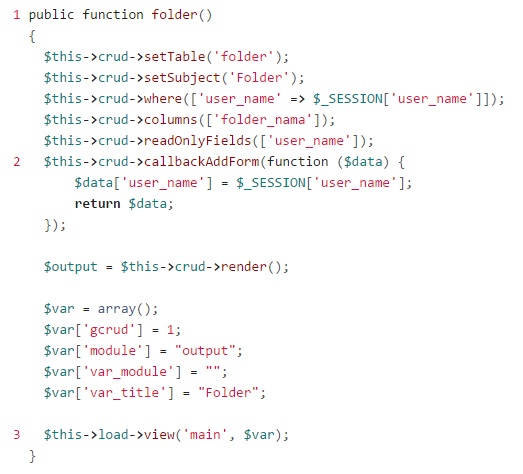 1 public function folder()
{
$this->crud->setTable('folder');
$this->crud->setSubject('Folder');
$this->crud->where(['user_name' => $_SESSION['user_name']]);
$this->crud->columns(['folder_nama']);
$this->crud->readOnlyFields(['user_name']);
2 $this->crud->callbackAddForm(function ($data) {
$data['user_name'] = $_SESSION['user_name'];
return $data;
});
$output = $this->crud->render();
$var = array();
$var['gcrud'] = 1;
$var['module'] = "output";
$var['var_module'] = "";
$var['var_title'] = "Folder";
3 $this->load->view('main', $var);
}